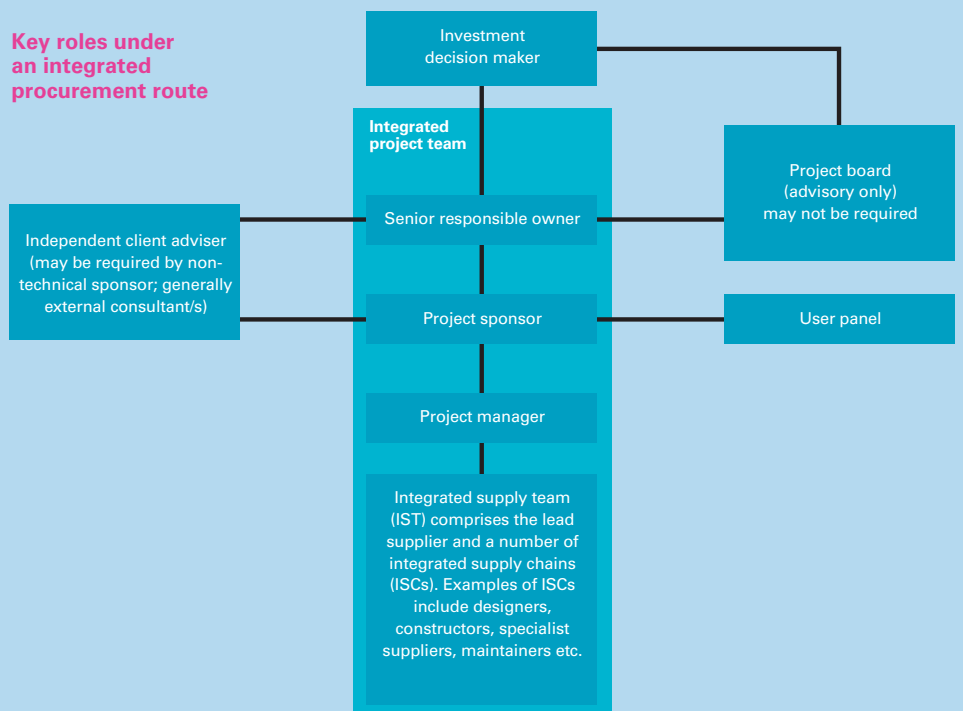 Key roles under
an integrated
procurement route
Investment
decision maker
Integrated
project team
Project board
(advisory only)
may not be required
Senior responsible owner
Independent client adviser
(may be required by non-
technical sponsor; generally
external consultant/s)
Project sponsor
User panel
Project manager
Integrated supply team
(IST) comprises the lead
supplier and a number of
integrated supply chains
(ISCs). Examples of ISCs
include designers,
constructors, specialist
suppliers, maintainers etc.